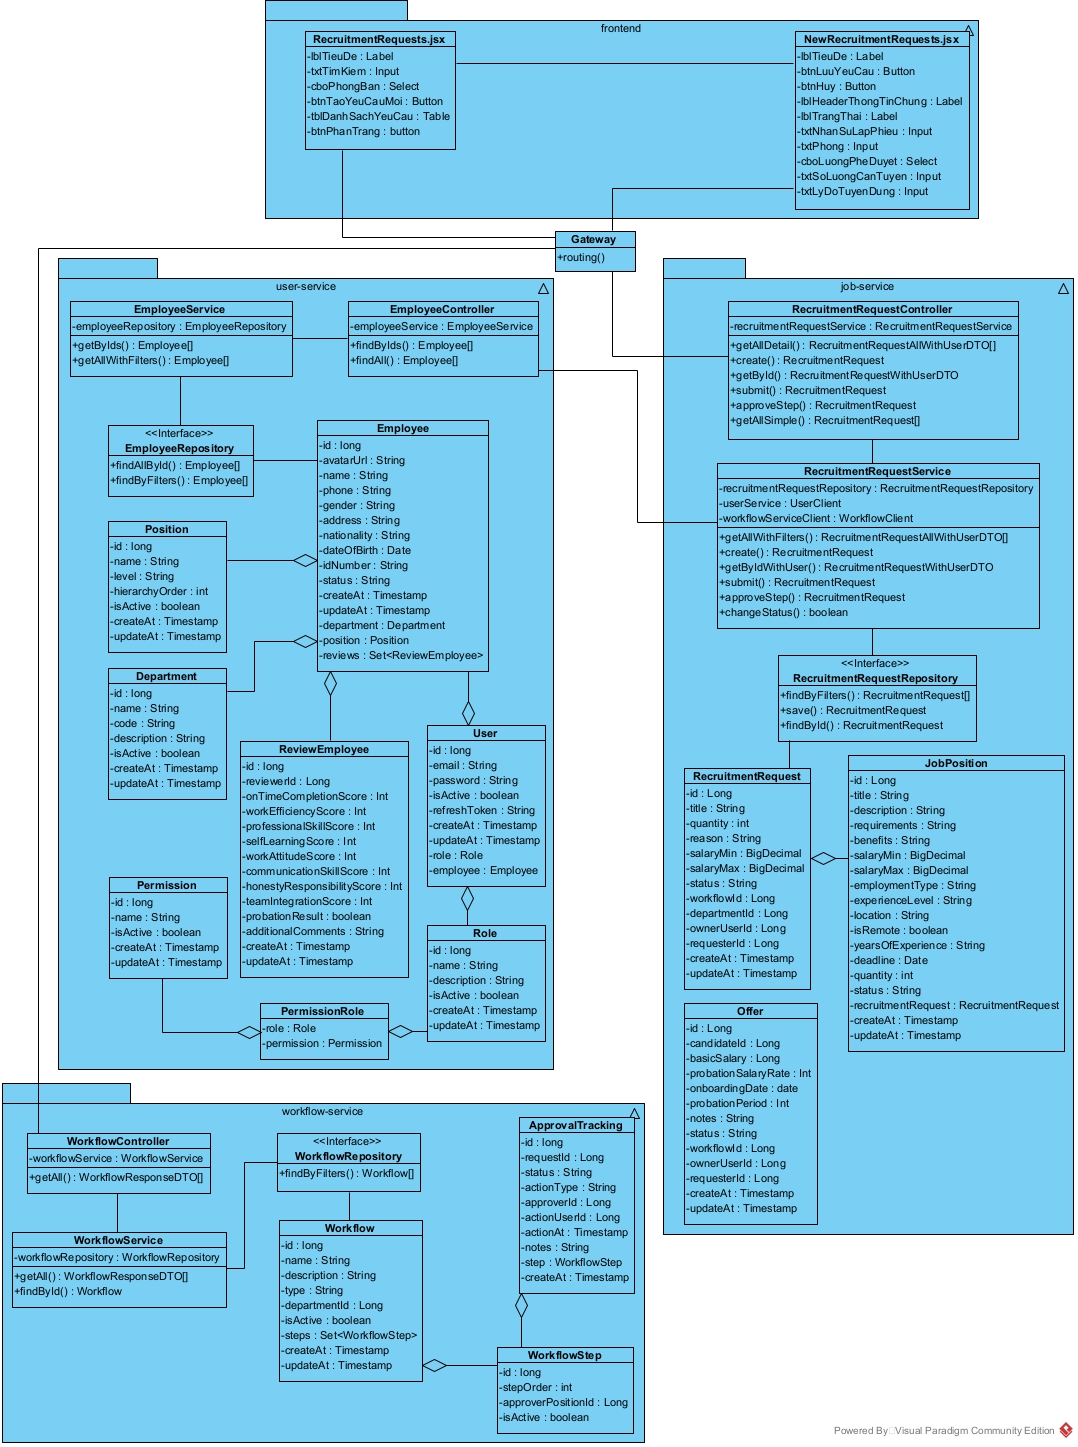 frontend
RecruitmentRequests.jsx
-lblTieuDe : Label
-txtTimKiem : Input
-cboPhongBan : Select
-btnTaoYeuCauMoi : Button
-tblDanhSachYeuCau : Table
-btnPhanTrang : button
NewRecruitmentRequests.jsx
-lblTieuDe : Label
-btnLuuYeuCau : Button
-btnHuy : Button
-lblHeaderThongTinChung : Label
-lblTrangThai : Label
-txtNhanSuLapPhieu : Input
-txtPhong : Input
-cboLuongPheDuyet : Select
-txtSoLuongCanTuyen : Input
-txtLyDoTuyenDung : Input
Gateway
+routing()
user-service
EmployeeService
-employeeRepository : EmployeeRepository
+getByIds() : Employee[]
+getAllWithFilters() : Employee[]
EmployeeController
-employeeService : EmployeeService
+findByIds() : Employee[]
+findAll() : Employee[]
<<Interface>>
EmployeeRepository
+findAllById() : Employee[]
+findByFilters() : Employee[]
Employee
-id : long
-avatarUrl : String
-name : String
-phone : String
-gender : String
-address : String
-nationality : String
-dateOfBirth : Date
-idNumber : String
-status : String
-createAt : Timestamp
-updateAt : Timestamp
-department : Department
-position : Position
-reviews : Set<ReviewEmployee>
Position
-id : long
-name : String
-level : String
-hierarchyOrder : int
-isActive : boolean
-createAt : Timestamp
-updateAt : Timestamp
Department
-id : long
-name : String
-code : String
-description : String
-isActive : boolean
-createAt : Timestamp
-updateAt : Timestamp
ReviewEmployee
-id : long
-reviewerId : Long
-onTimeCompletionScore : Int
-workEfficiencyScore : Int
-professionalSkillScore : Int
-selfLearningScore : Int
-workAttitudeScore : Int
-communicationSkillScore : Int
-honestyResponsibilityScore : Int
-teamIntegrationScore : Int
-probationResult : boolean
-additionalComments : String
-createAt : Timestamp
-updateAt : Timestamp
User
-id : long
-email : String
-password : String
-isActive : boolean
-refreshToken : String
-createAt : Timestamp
-updateAt : Timestamp
-role : Role
-employee : Employee
Permission
-id : long
-name : String
-isActive : boolean
-createAt : Timestamp
-updateAt : Timestamp
Role
-id : long
-name : String
-description : String
-isActive : boolean
-createAt : Timestamp
-updateAt : Timestamp
PermissionRole
-role : Role
-permission : Permission
job-service
RecruitmentRequestController
-recruitmentRequestService : RecruitmentRequestService
+getAllDetail() : RecruitmentRequestAllWithUserDTO[]
+create() : RecruitmentRequest
+getById() : RecruitmentRequestWithUserDTO
+submit() : RecruitmentRequest
+approveStep() : RecruitmentRequest
+getAllSimple() : RecruitmentRequest[]
RecruitmentRequestService
-recruitmentRequestRepository : RecruitmentRequestRepository
-userService : UserClient
-workflowServiceClient : WorkflowClient
+getAllWithFilters() : RecruitmentRequestAllWithUserDTO[]
+create() : RecruitmentRequest
+getByIdWithUser() : RecruitmentRequestWithUserDTO
+submit() : RecruitmentRequest
+approveStep() : RecruitmentRequest
+changeStatus() : boolean
<<Interface>>
RecruitmentRequestRepository
+findByFilters() : RecruitmentRequest[]
+save() : RecruitmentRequest
+findById() : RecruitmentRequest
RecruitmentRequest
-id : Long
-title : String
-quantity : int
-reason : String
-salaryMin : BigDecimal
-salaryMax : BigDecimal
-status : String
-workflowId : Long
-departmentId : Long
-ownerUserId : Long
-requesterId : Long
-createAt : Timestamp
-updateAt : Timestamp
JobPosition
-id : Long
-title : String
-description : String
-requirements : String
-benefits : String
-salaryMin : BigDecimal
-salaryMax : BigDecimal
-employmentType : String
-experienceLevel : String
-location : String
-isRemote : boolean
-yearsOfExperience : String
-deadline : Date
-quantity : int
-status : String
-recruitmentRequest : RecruitmentRequest
-createAt : Timestamp
-updateAt : Timestamp
Offer
-id : Long
-candidateId : Long
-basicSalary : Long
-probationSalaryRate : Int
-onboardingDate : date
-probationPeriod : Int
-notes : String
-status : String
-workflowId : Long
-ownerUserId : Long
-requesterId : Long
-createAt : Timestamp
-updateAt : Timestamp
workflow-service
WorkflowController
-workflowService : WorkflowService
+getAll() : WorkflowResponseDTO[]
<<Interface>>
WorkflowRepository
+findByFilters() : Workflow[]
WorkflowService
-workflowRepository : WorkflowRepository
+getAll() : WorkflowResponseDTO[]
+findById() : Workflow
Workflow
-id : long
-name : String
-description : String
-type : String
-departmentId : Long
-isActive : boolean
-steps : Set<WorkflowStep>
-createAt : Timestamp
-updateAt : Timestamp
ApprovalTracking
-id : long
-requestId : Long
-status : String
-actionType : String
-approverId : Long
-actionUserId : Long
-actionAt : Timestamp
-notes : String
-step : WorkflowStep
-createAt : Timestamp
WorkflowStep
-id : long
-stepOrder : int
-approverPositionId : Long
-isActive : boolean
Powered By Visual Paradigm Community Edition